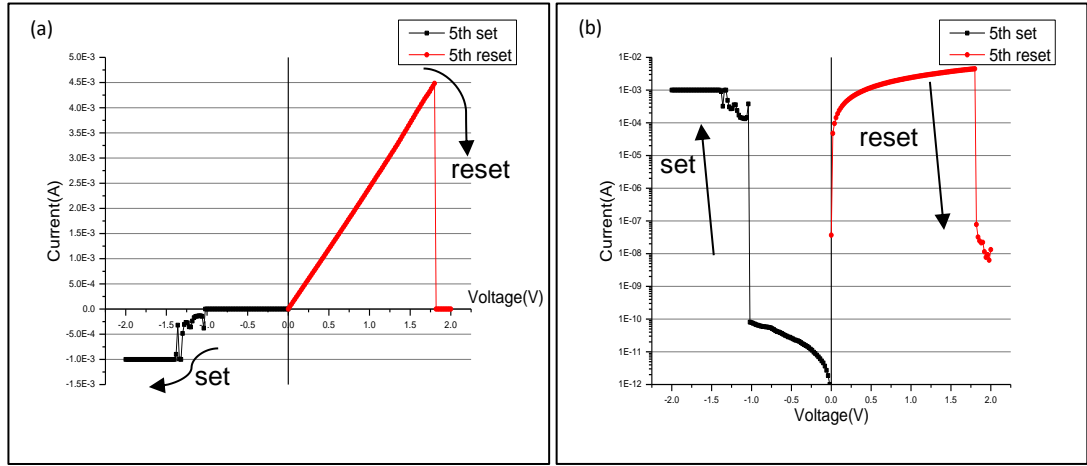 (a)
5th set
5th reset
5.0E-3
4.5E-3
4.0E-3
3.5E-3
3.0E-3
2.5E-3
2.0E-3
1.5E-3
1.0E-3
5.0E-4
0.0
-5.0E-4
-1.0E-3
-1.5E-3
Current(A)
-2.0 -1.5 -1.0 -0.5 0.0 0.5 1.0 1.5 2.0
Voltage(V)
reset
set
(b)
5th set
5th reset
1E-02
1E-03
1E-04
1E-05
1E-06
1E-07
1E-08
1E-09
1E-10
1E-11
1E-12
Current(A)
set
reset
-2.0 -1.5 -1.0 -0.5 0.0 0.5 1.0 1.5 2.0
Voltage(V)